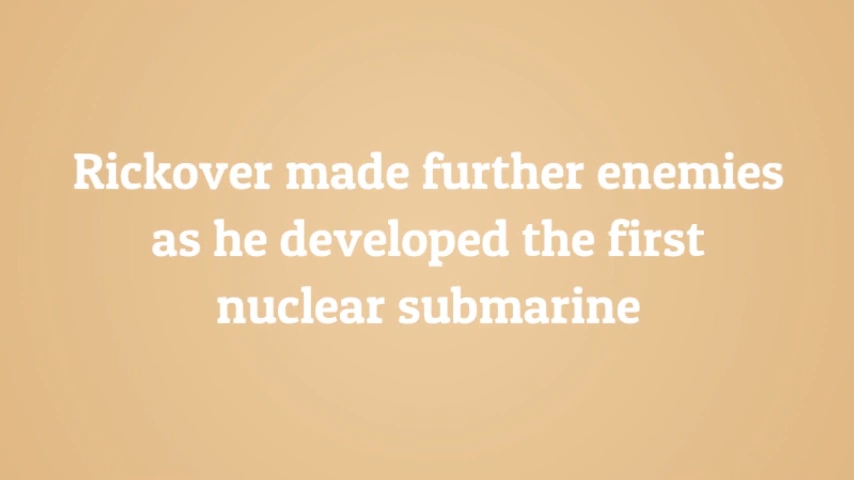 Rickover made further enemies
as he developed the first
nuclear submarine